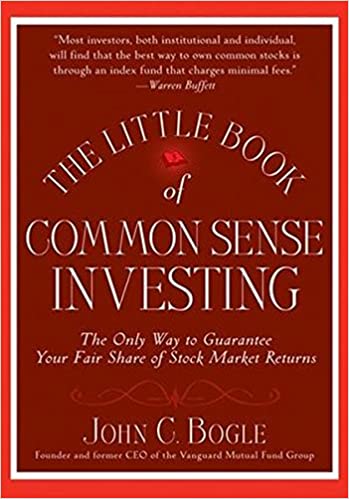 "Most investors, both institutional and individual,
will find that the best way to own common stocks is
through an index fund that charges minimal fees."
—Warren Buffett
THE LITTLE BOOK
of
COMMON SENSE
INVESTING
The Only Way to Guarantee
Your Fair Share of Stock Market Returns
JOHN C. BOGLE
Founder and former CEO of the Vanguard Mutual Fund Group